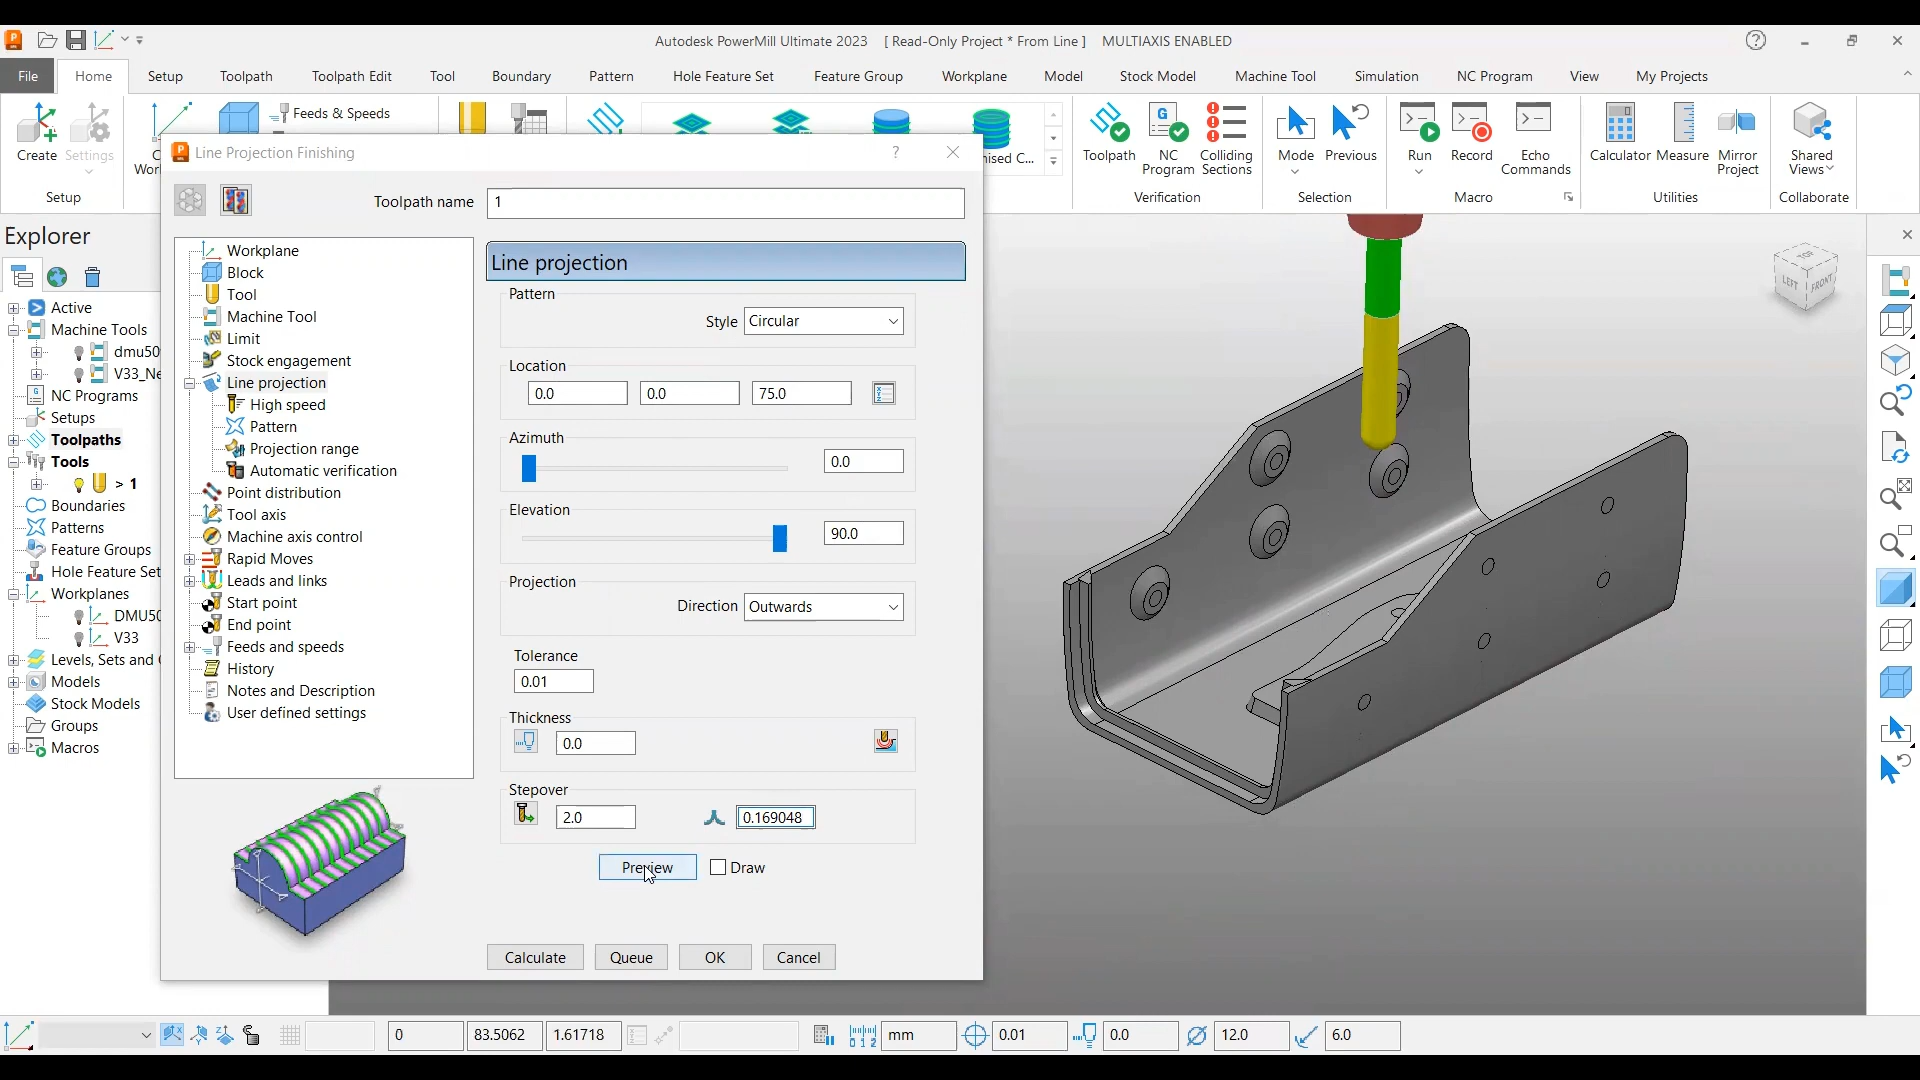 Autodesk PowerMill Ultimate 2023 [ Read-Only Project * From Line ] MULTIAXIS ENABLED
File Home Setup Toolpath Toolpath Edit Tool Boundary Pattern Hole Feature Set Feature Group Workplane Model Stock Model Machine Tool Simulation NC Program View My Projects
Feeds & Speeds
Create Settings
Setup
Toolpath NC Program Colliding Sections
Verification
Mode Previous
Selection
Run Record Echo Commands
Macro
Calculator Measure Mirror Project
Utilities
Shared Views
Collaborate
Explorer
Active
Machine Tools
dmu50
V33_Ne
NC Programs
Setups
Toolpaths
Tools
> 1
Boundaries
Patterns
Feature Groups
Hole Feature Set
Workplanes
DMU50
V33
Levels, Sets and
Models
Stock Models
Groups
Macros
Line Projection Finishing
?
Toolpath name 1
Workplane
Block
Tool
Machine Tool
Limit
Stock engagement
Line projection
High speed
Pattern
Projection range
Automatic verification
Point distribution
Tool axis
Machine axis control
Rapid Moves
Leads and links
Start point
End point
Feeds and speeds
History
Notes and Description
User defined settings
Line projection
Pattern
Style Circular
Location
0.0 0.0 75.0
Azimuth
0.0
Elevation
90.0
Projection
Direction Outwards
Tolerance
0.01
Thickness
0.0
Stepover
2.0 0.169048
Preview Draw
Calculate Queue OK Cancel
LEFT FRONT
0 83.5062 1.61718 mm 0.01 0.0 12.0 6.0